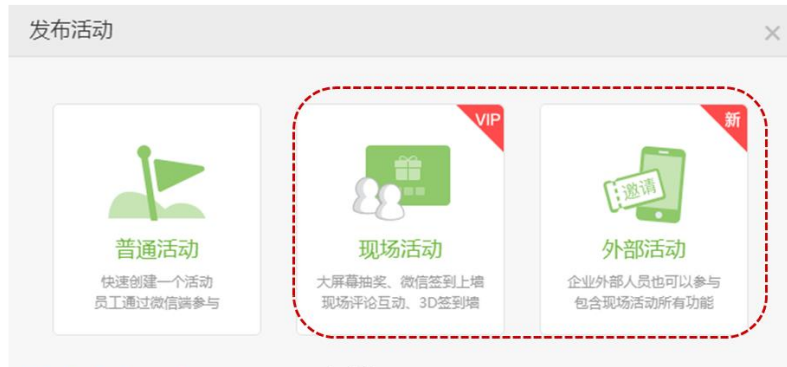 发布活动
VIP
新
邀请
普通活动
现场活动
外部活动
快速创建一个活动
员工通过微信端参与
大屏幕抽奖、微信签到上墙
现场评论互动、3D签到墙
企业外部人员也可以参与
包含现场活动所有功能